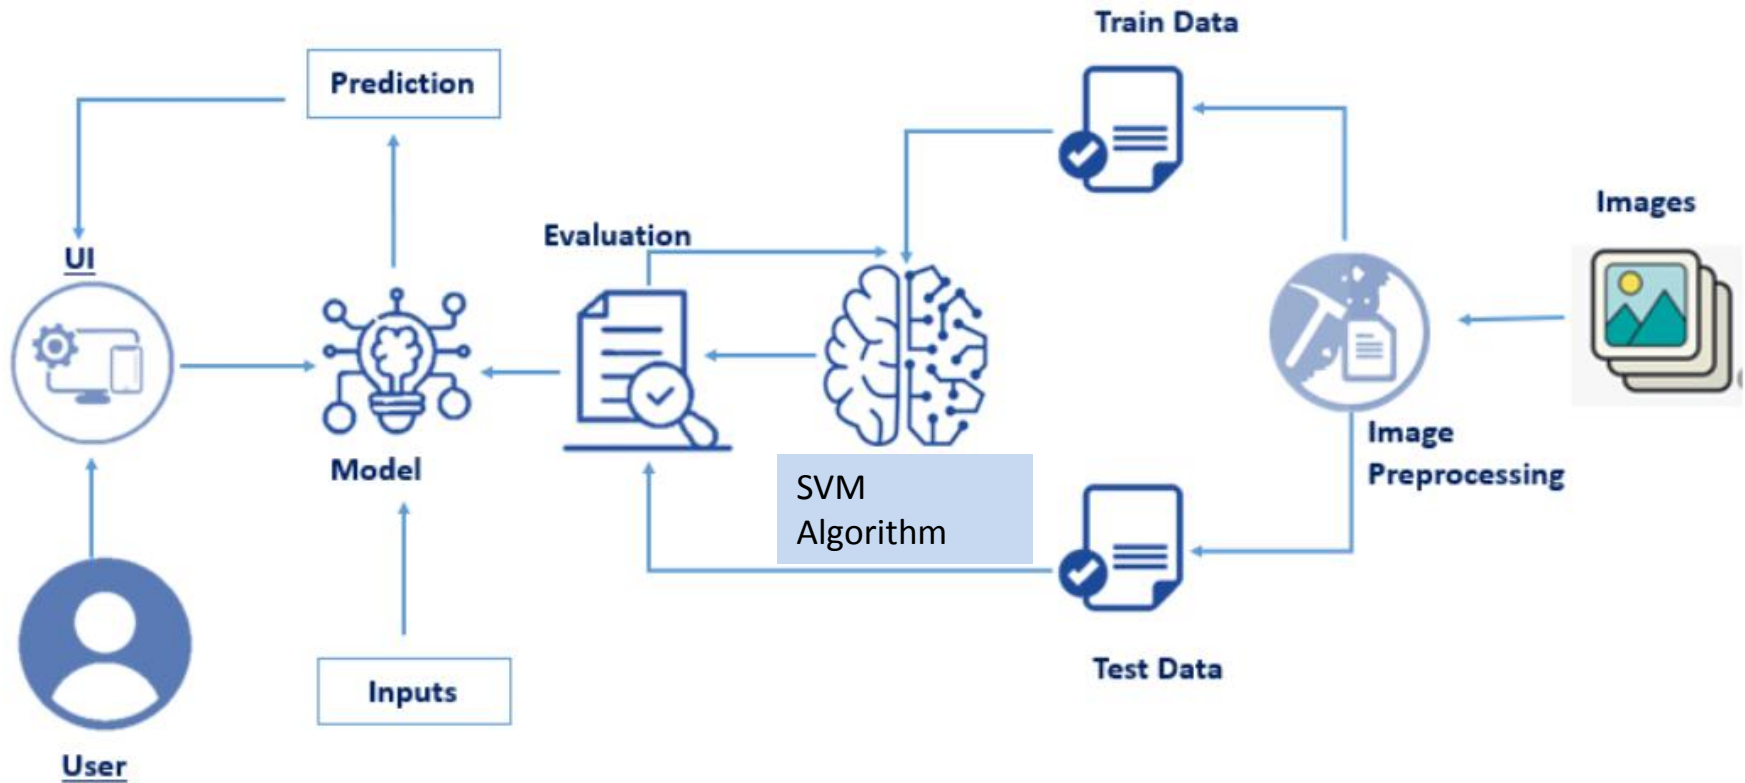 Train Data
Prediction
Images
Evaluation
UI
Image
Preprocessing
Model
SVM
Algorithm
Test Data
Inputs
User